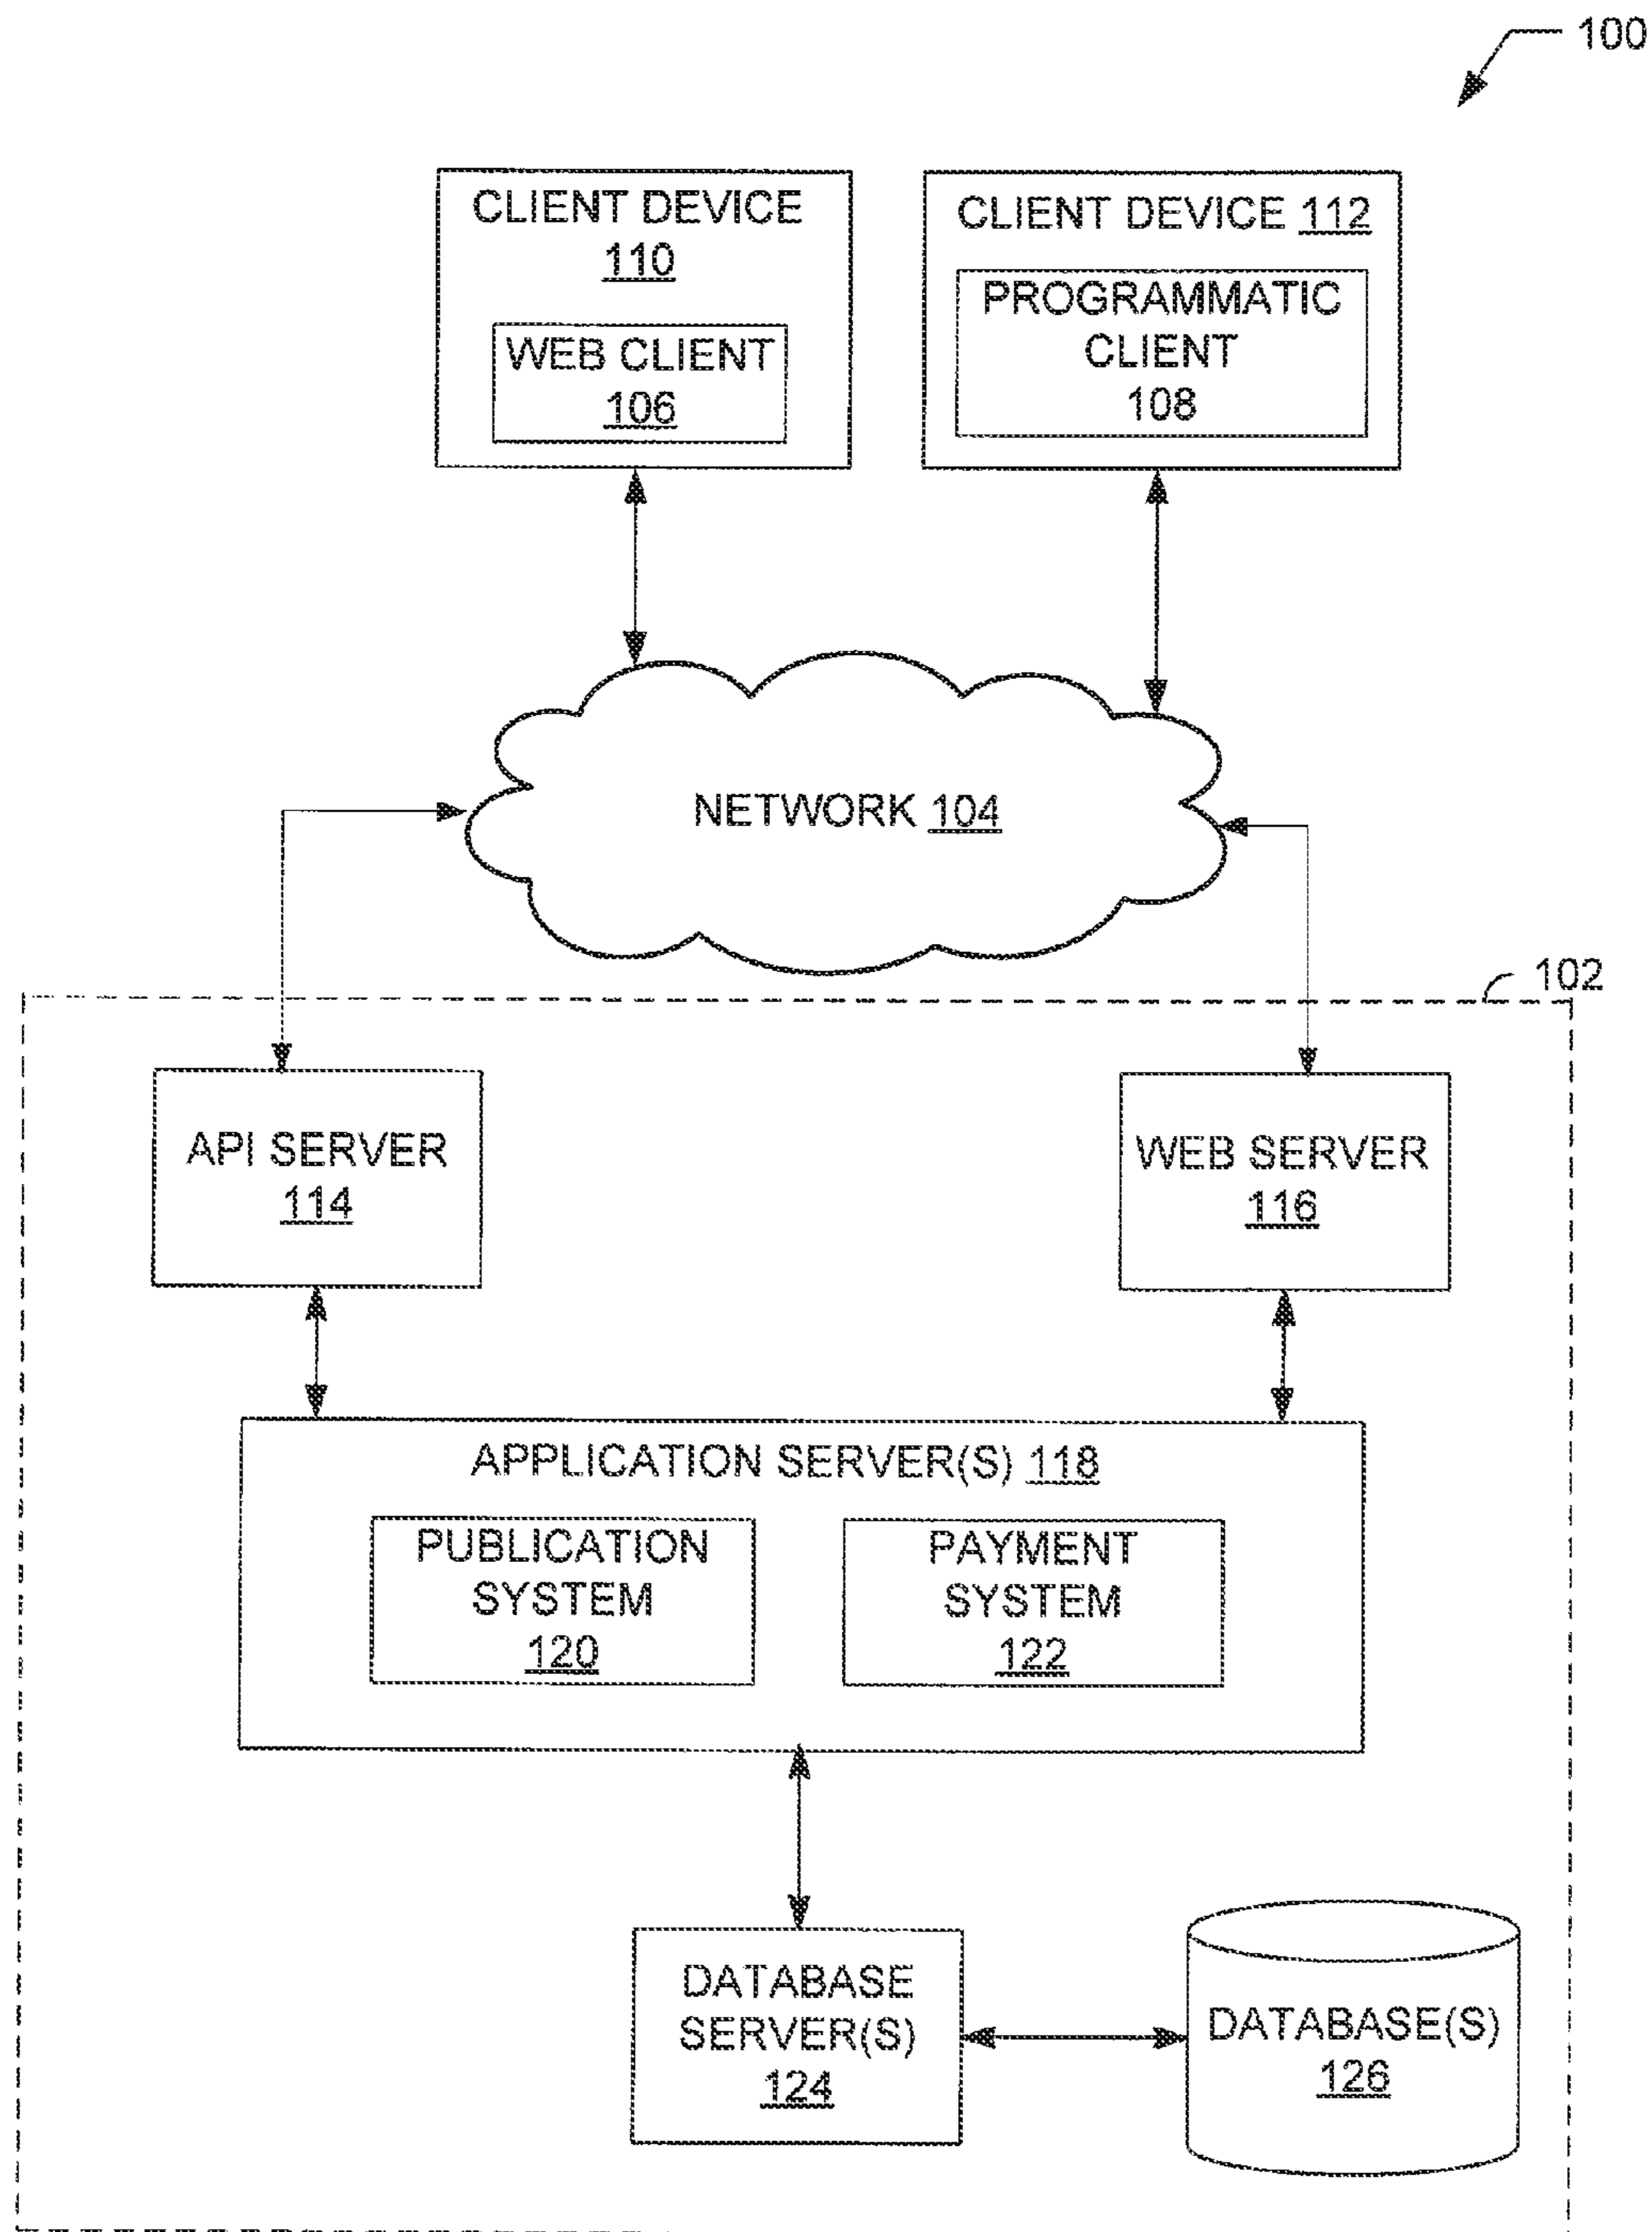 100
CLIENT DEVICE
110
WEB CLIENT
106
CLIENT DEVICE 112
PROGRAMMATIC
CLIENT
108
NETWORK 104
102
API SERVER
114
WEB SERVER
116
APPLICATION SERVER(S) 118
PUBLICATION
SYSTEM
120
PAYMENT
SYSTEM
122
DATABASE
SERVER(S)
124
DATABASE(S)
126